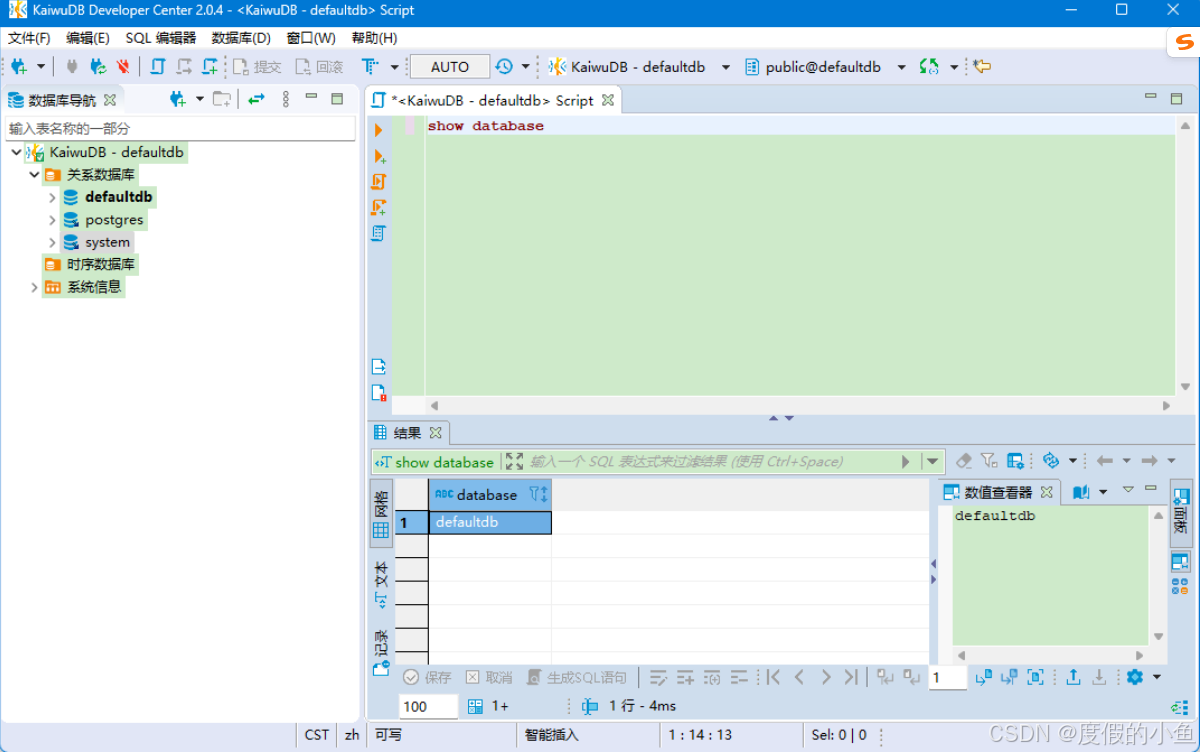 KaiwuDB Developer Center 2.0.4 - <KaiwuDB - defaultdb> Script
文件(F) 编辑(E) SQL 编辑器 数据库(D) 窗口(W) 帮助(H)
提交 回滚 AUTO KaiwuDB - defaultdb public@defaultdb
数据库导航
输入表名称的一部分
KaiwuDB - defaultdb
关系数据库
defaultdb
postgres
system
时序数据库
系统信息
*<KaiwuDB - defaultdb> Script
show database
结果
show database 输入一个 SQL 表达式来过滤结果 (使用 Ctrl+Space)
网格
文本
记录
ABC database
1 defaultdb
数值查看器
defaultdb
面板
保存 取消 生成SQL语句 1
100 1+ 1 行 - 4ms
CST zh 可写 智能插入 1 : 14 : 13 Sel: 0 | 0
CSDN @度假的小鱼